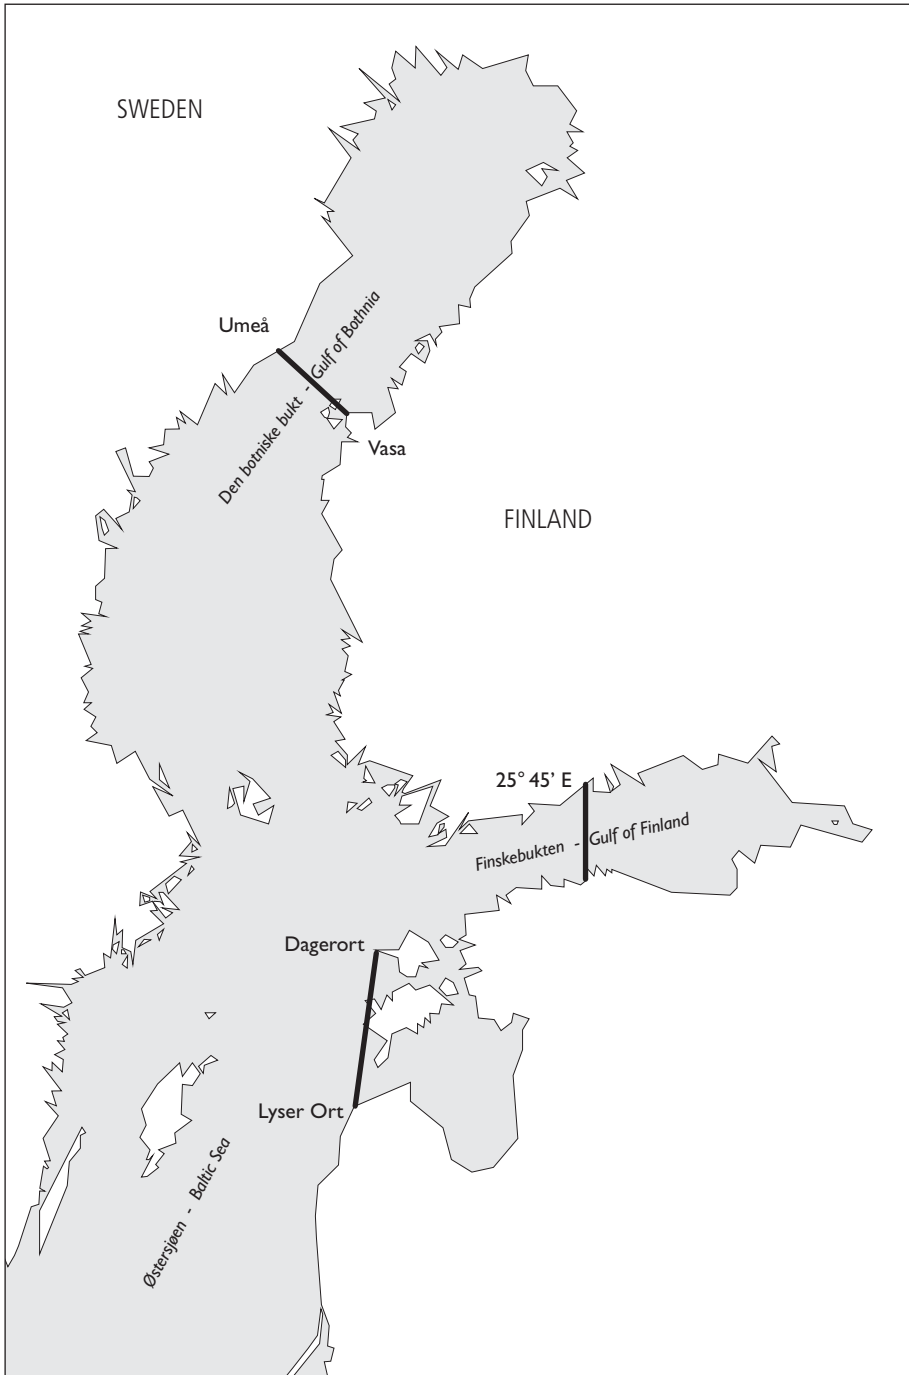 SWEDEN
Umeå
Den botniske bukt - Gulf of Bothnia
Vasa
FINLAND
25° 45’ E
Finskebukten - Gulf of Finland
Dagerort
Lyser Ort
Østersjøen - Baltic Sea